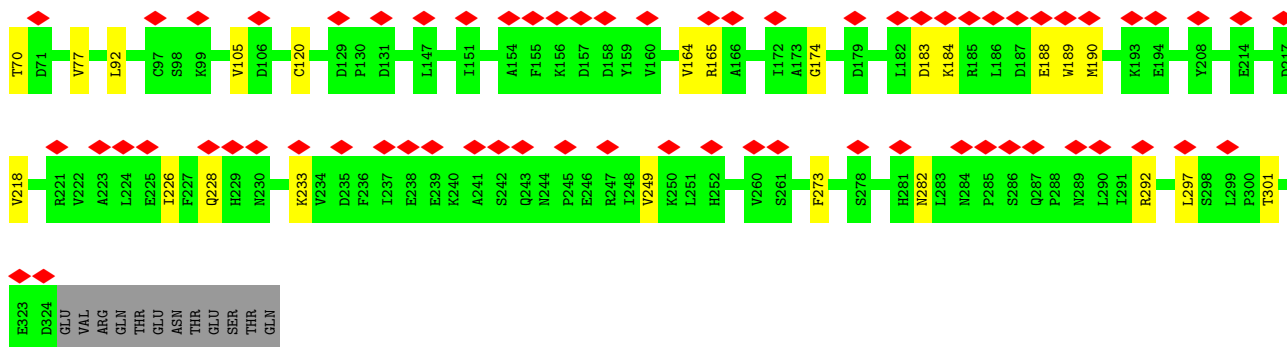 T70 D71 V77 L92 C97 S98 K99 V105 D106 C120 D129 P130 D131 L147 I151 A154 F155 K156 D157 D158 Y159 V160 V164 R165 A166 I172 A173 G174 D179 L182 D183 K184 R185 L186 D187 E188 W189 M190 K193 E194 Y208 E214 D217
V218 R221 V222 A223 L224 E225 I226 F227 Q228 H229 N230 K233 V234 D235 F236 I237 E238 E239 K240 A241 S242 Q243 N244 P245 E246 R247 I248 V249 K250 L251 H252 V260 S261 F273 S278 H281 N282 L283 N284 P285 S286 Q287 P288 N289 L290 I291 R292 L297 S298 L299 P300 T301
E323 D324 GLU VAL ARG GLN THR GLU ASN THR GLU SER THR GLN